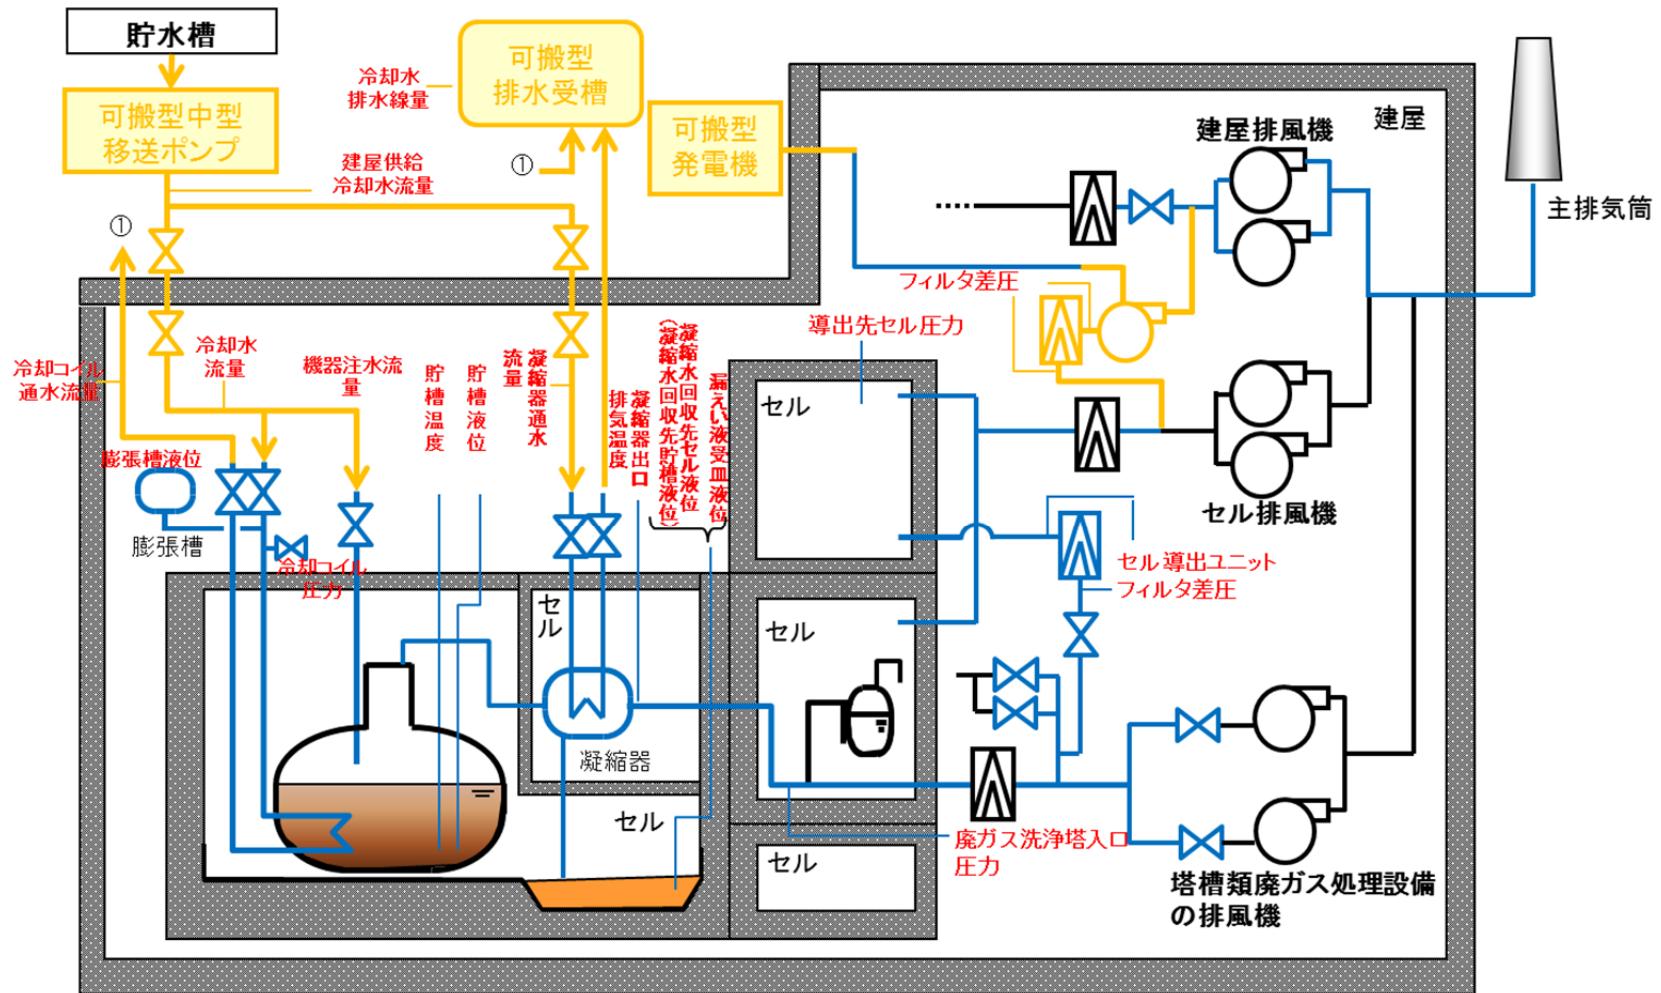 貯水槽
可搬型中型
移送ポンプ
冷却水
排水線量
可搬型
排水受槽
可搬型
発電機
建屋供給
冷却水流量
①
①
建屋排風機
建屋
主排気筒
フィルタ差圧
導出先セル圧力
冷却コイル
通水流量
冷却水
流量
機器注水流
量
貯槽温度
貯槽液位
凝縮器通水
流量
凝縮器出口
排気温度
漏えい液受皿液位
凝縮水回収先セル液位
(凝縮水回収先貯槽液位)
膨張槽液位
膨張槽
冷却コイル
圧力
セル
セル
セル
セル
セル
凝縮器
セル排風機
セル導出ユニット
フィルタ差圧
廃ガス洗浄塔入口
圧力
塔槽類廃ガス処理設備
の排風機